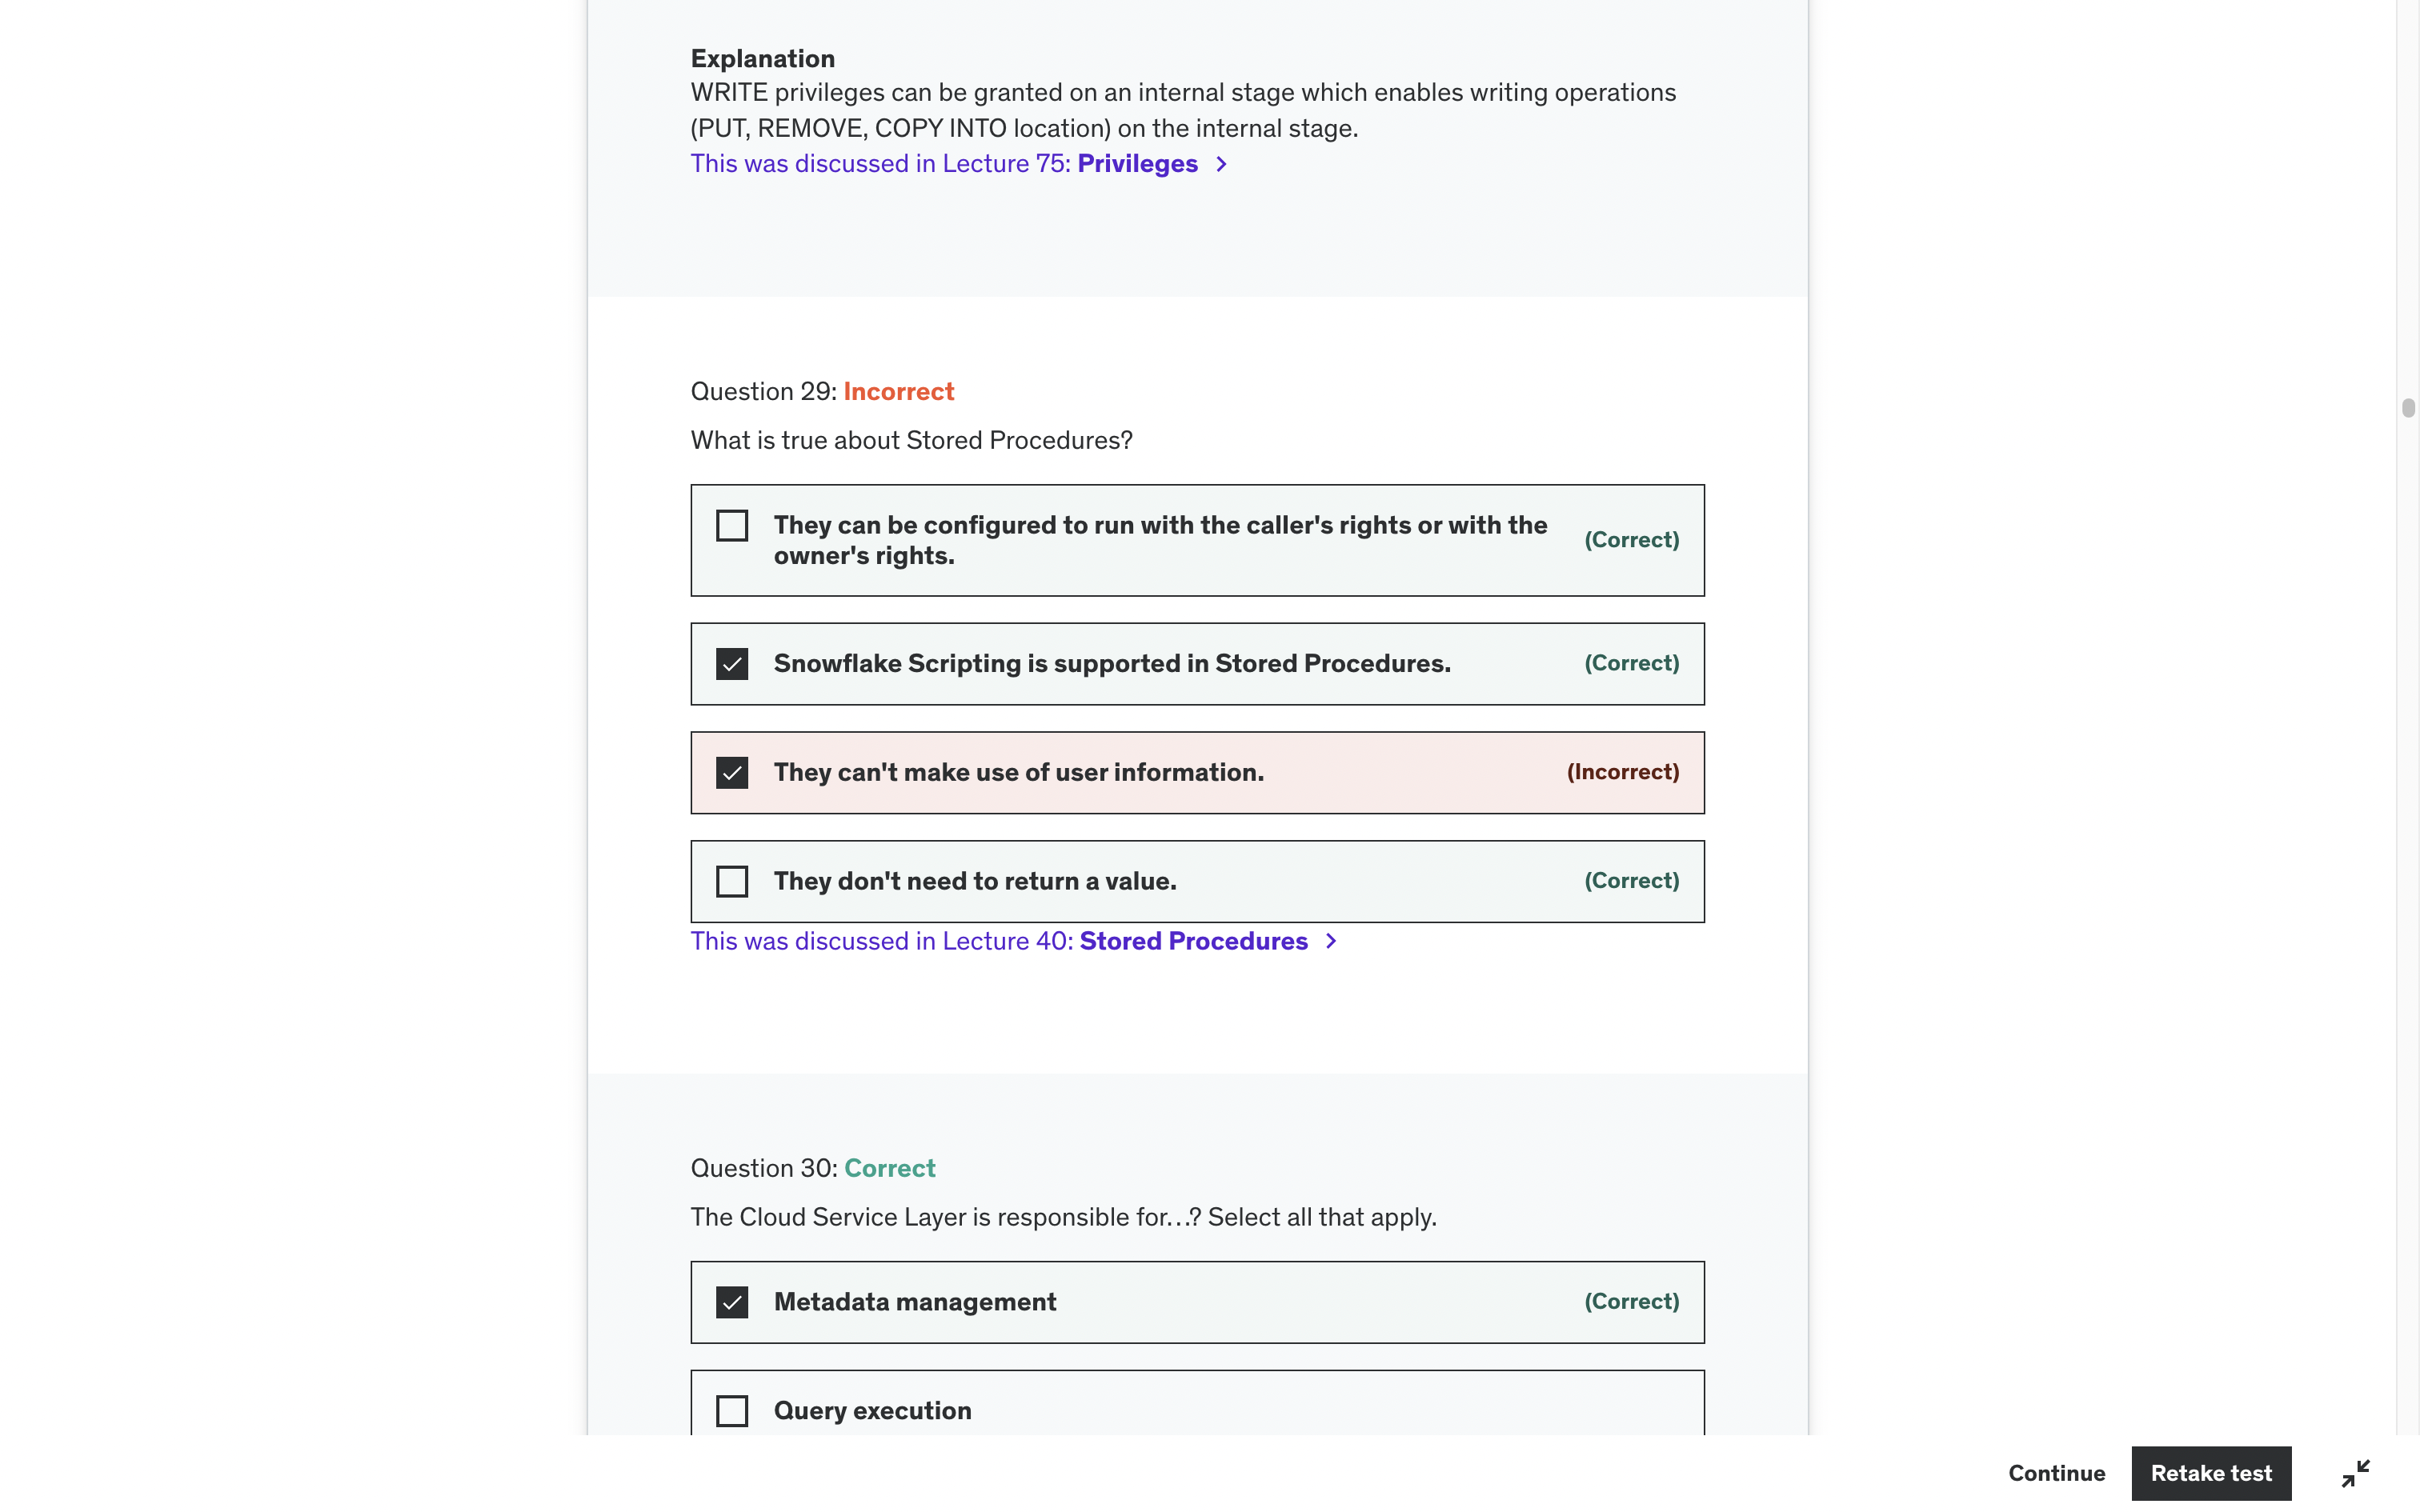 Explanation
WRITE privileges can be granted on an internal stage which enables writing operations
(PUT, REMOVE, COPY INTO location) on the internal stage.
This was discussed in Lecture 75: Privileges
Question 29: Incorrect
What is true about Stored Procedures?
They can be configured to run with the caller's rights or with the
owner's rights.
(Correct)
Snowflake Scripting is supported in Stored Procedures. (Correct)
They can't make use of user information. (Incorrect)
They don't need to return a value. (Correct)
This was discussed in Lecture 40: Stored Procedures
Question 30: Correct
The Cloud Service Layer is responsible for...? Select all that apply.
Metadata management (Correct)
Query execution
Continue Retake test